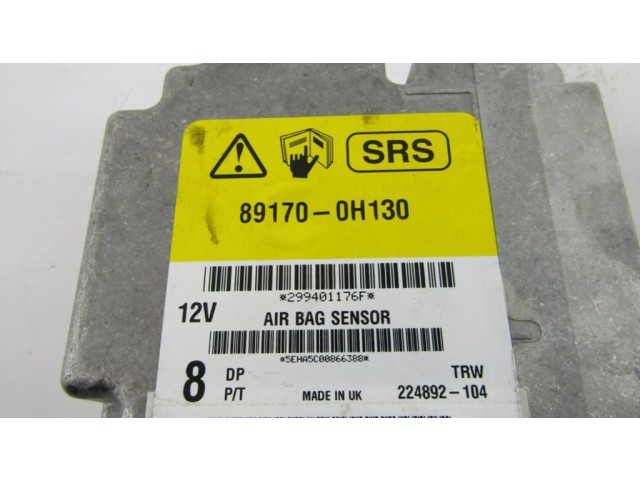 SRS
89170-0H130
*299401176F*
12V AIR BAG SENSOR
*5EHA5C00866388*
8 DP TRW
P/T MADE IN UK 224892-104